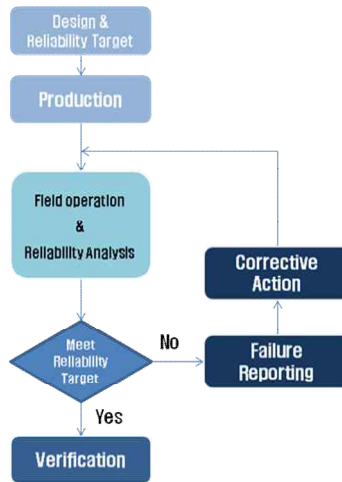 Design &
Reliability Target
Production
Field operation
&
Reliability Analysis
Corrective
Action
Meet
Reliability
Target
No
Failure
Reporting
Yes
Verification